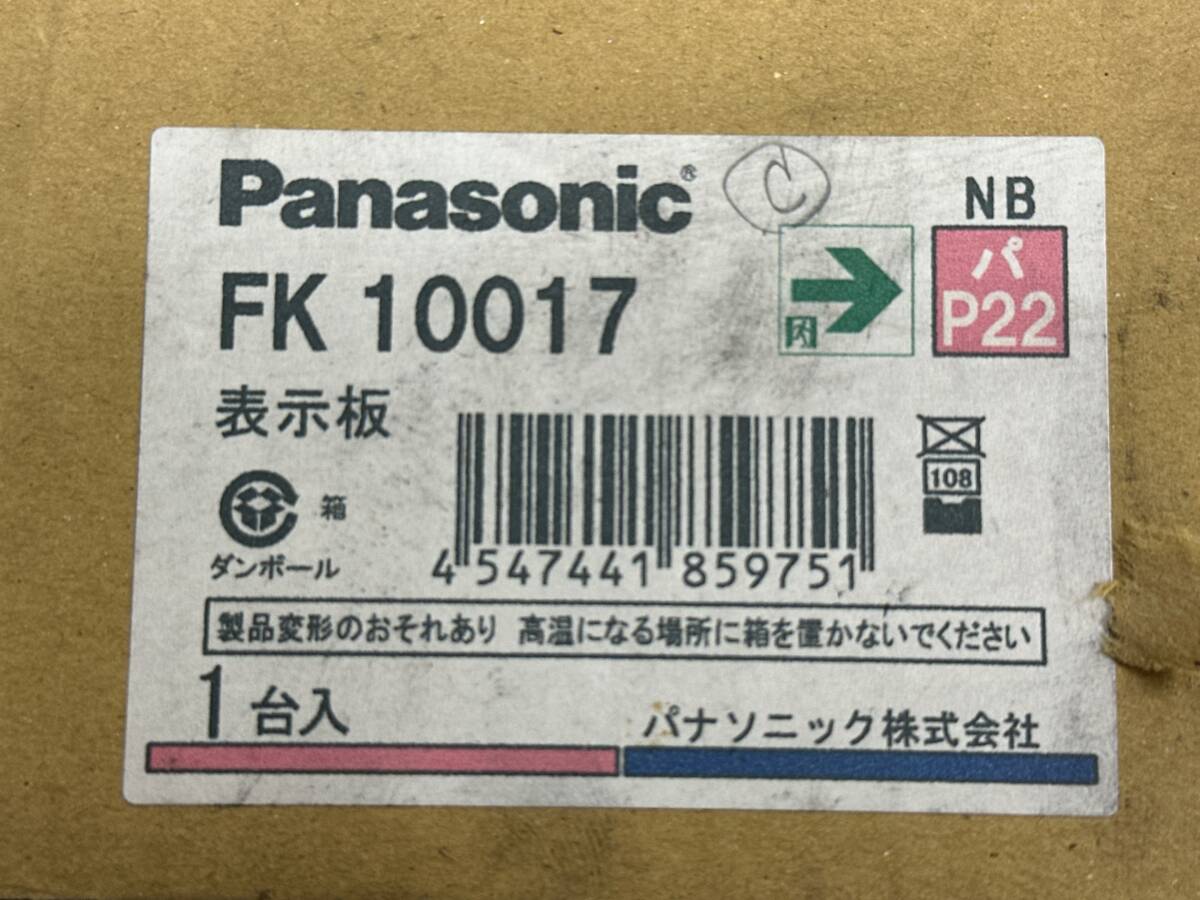 Panasonic®
C
NB
FK 10017
パ
P22
表示板
108
箱
ダンボール
4 547441 859751
製品変形のおそれあり 高温になる場所に箱を置かないでください
1 台入
パナソニック株式会社